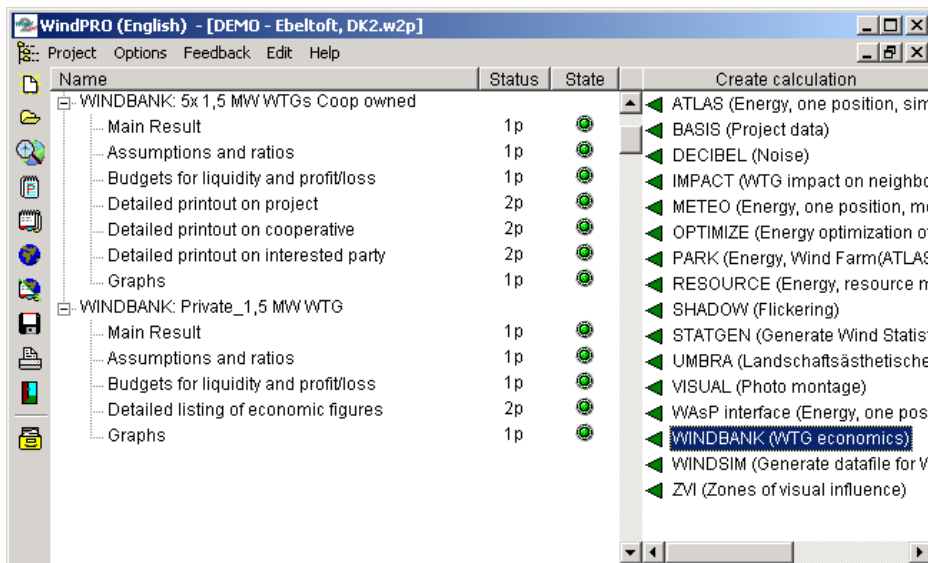 WindPRO (English) - [DEMO - Ebeltoft, DK2.w2p]
Project Options Feedback Edit Help
Name Status State Create calculation
WINDBANK: 5x 1,5 MW WTGs Coop owned
Main Result 1p
Assumptions and ratios 1p
Budgets for liquidity and profit/loss 1p
Detailed printout on project 2p
Detailed printout on cooperative 2p
Detailed printout on interested party 2p
Graphs 1p
WINDBANK: Private_1,5 MW WTG
Main Result 1p
Assumptions and ratios 1p
Budgets for liquidity and profit/loss 1p
Detailed listing of economic figures 2p
Graphs 1p
ATLAS (Energy, one position, sim
BASIS (Project data)
DECIBEL (Noise)
IMPACT (WTG impact on neighbo
METEO (Energy, one position, me
OPTIMIZE (Energy optimization of
PARK (Energy, Wind Farm(ATLAS
RESOURCE (Energy, resource m
SHADOW (Flickering)
STATGEN (Generate Wind Statist
UMBRA (Landschaftsästhetische
VISUAL (Photo montage)
WAsP interface (Energy, one pos
WINDBANK (WTG economics)
WINDSIM (Generate datafile for W
ZVI (Zones of visual influence)